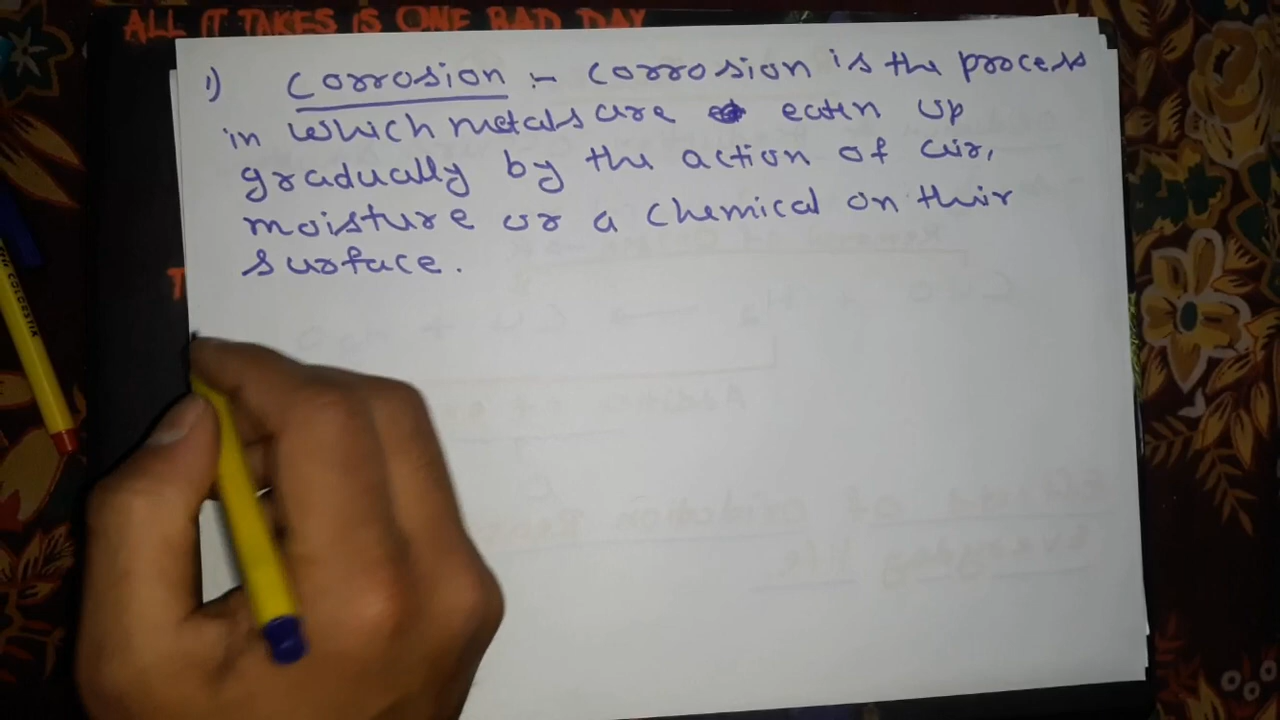 ALL IT TAKES IS ONE BAD DAY
1) Corrosion :- Corrosion is the process
in which metals are eaten up
gradually by the action of air,
moisture or a chemical on their
surface.